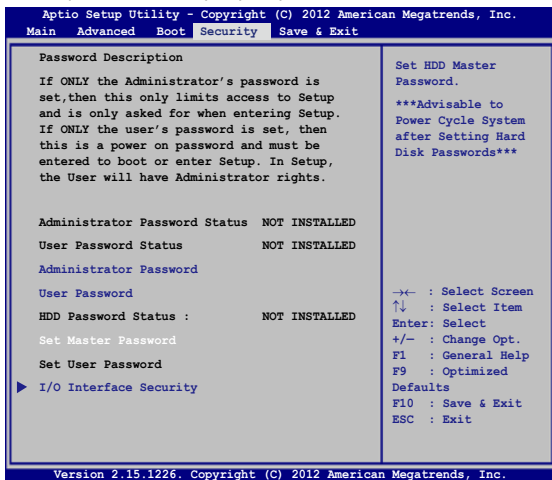 Aptio Setup Utility - Copyright (C) 2012 American Megatrends, Inc.
Main Advanced Boot Security Save & Exit
Password Description
If ONLY the Administrator's password is
set,then this only limits access to Setup
and is only asked for when entering Setup.
If ONLY the user's password is set, then
this is a power on password and must be
entered to boot or enter Setup. In Setup,
the User will have Administrator rights.
Administrator Password Status NOT INSTALLED
User Password Status NOT INSTALLED
Administrator Password
User Password
HDD Password Status : NOT INSTALLED
Set Master Password
Set User Password
I/O Interface Security
Set HDD Master
Password.
***Advisable to
Power Cycle System
after Setting Hard
Disk Passwords***
→← : Select Screen
↑↓ : Select Item
Enter: Select
+/— : Change Opt.
F1 : General Help
F9 : Optimized
Defaults
F10 : Save & Exit
ESC : Exit
Version 2.15.1226. Copyright (C) 2012 American Megatrends, Inc.